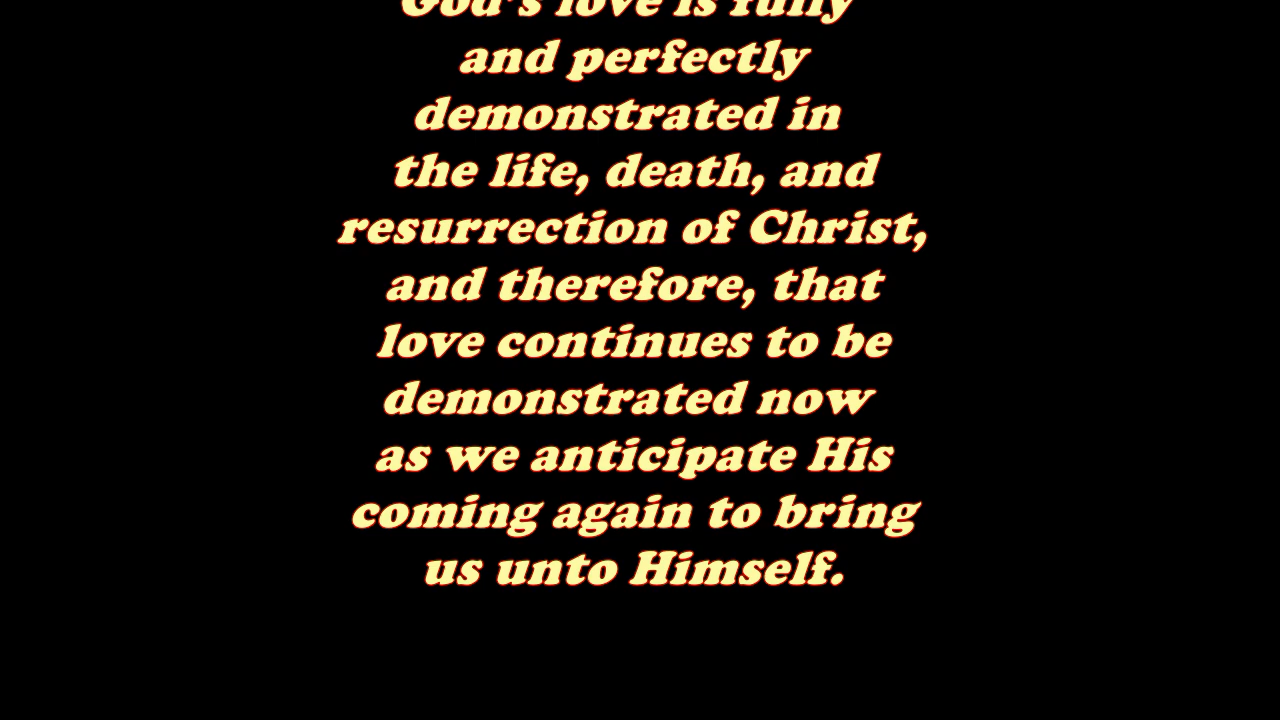 God's love is fully
and perfectly
demonstrated in
the life, death, and
resurrection of Christ,
and therefore, that
love continues to be
demonstrated now
as we anticipate His
coming again to bring
us unto Himself.